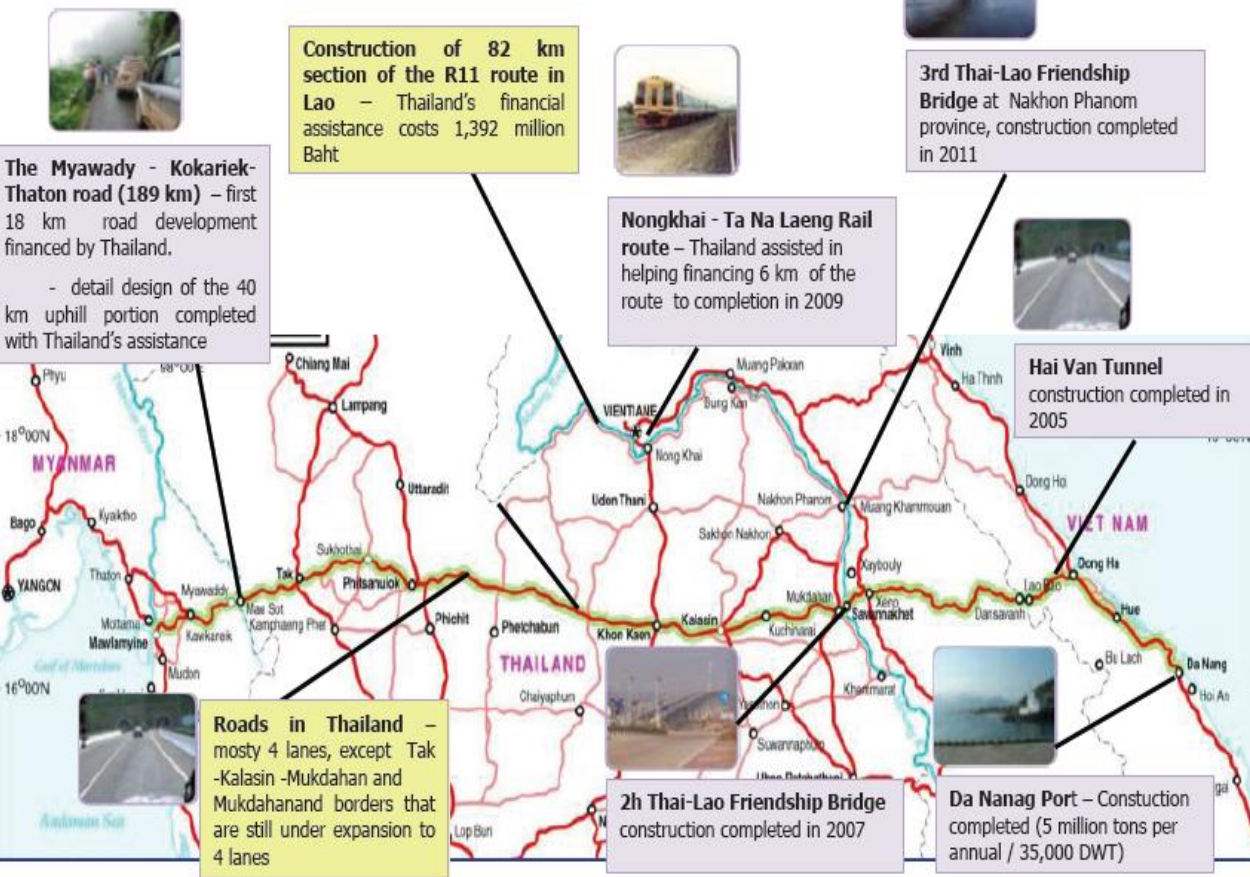 The Myawady - Kokariek-
Thaton road (189 km) – first
18 km road development
financed by Thailand.
- detail design of the 40
km uphill portion completed
with Thailand's assistance
Construction of 82 km
section of the R11 route in
Lao – Thailand's financial
assistance costs 1,392 million
Baht
Nongkhai - Ta Na Laeng Rail
route – Thailand assisted in
helping financing 6 km of the
route to completion in 2009
3rd Thai-Lao Friendship
Bridge at Nakhon Phanom
province, construction completed
in 2011
Hai Van Tunnel
construction completed in
2005
Phyu
98°00'E
Chiang Mai
Lampang
18°00'N
MYANMAR
Uttaradit
Bago
Kyaikto
YANGON
Thaton
Mottama
Mawlamyine
Mudon
Myawaddy
Kawkareik
Mae Sot
Tak
Sukhothai
Phitsanulok
Kamphaeng Phet
Phichit
Phetchabun
THAILAND
Chaiyaphum
Khon Kaen
Kalasin
Kuchinarai
Mukdahan
Savannakhet
Xeno
Xaybouly
VIENTIANE
Nong Khai
Udon Thani
Muang Pakxan
Bung Kan
Nakhon Phanom
Sakhon Nakhon
Muang Khammouan
Vinh
Ha Tinh
Dong Hoi
VIET NAM
Dong Ha
Lao Bao
Dansavanh
Hue
Da Nang
Hoi An
Bu Lach
Khemmarat
Suwannaphum
16°00'N
Andaman Sea
Lop Buri
Roads in Thailand –
mosty 4 lanes, except Tak
-Kalasin -Mukdahan and
Mukdahanand borders that
are still under expansion to
4 lanes
2h Thai-Lao Friendship Bridge
construction completed in 2007
Da Nanag Port – Constuction
completed (5 million tons per
annual / 35,000 DWT)